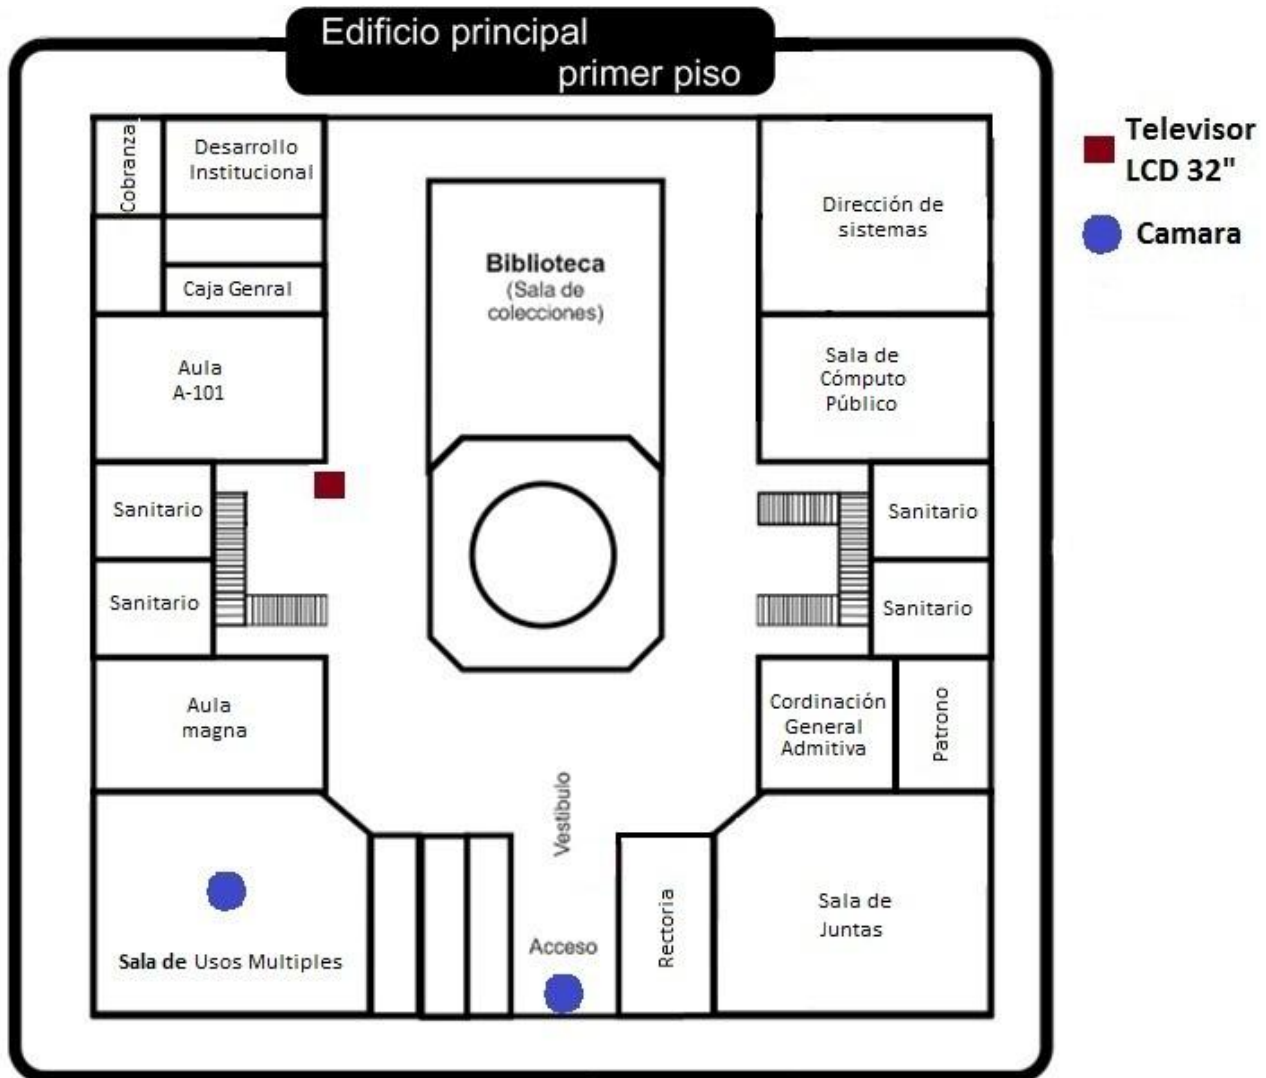 Edificio principal
primer piso
Televisor
LCD 32"
Camara
Cobranza
Desarrollo
Institucional
Caja Genral
Aula
A-101
Sanitario
Sanitario
Aula
magna
Sala de Usos Multiples
Biblioteca
(Sala de
colecciones)
Vestibulo
Acceso
Rectoria
Dirección de
sistemas
Sala de
Cómputo
Público
Sanitario
Sanitario
Cordinación
General
Admitiva
Patrono
Sala de
Juntas